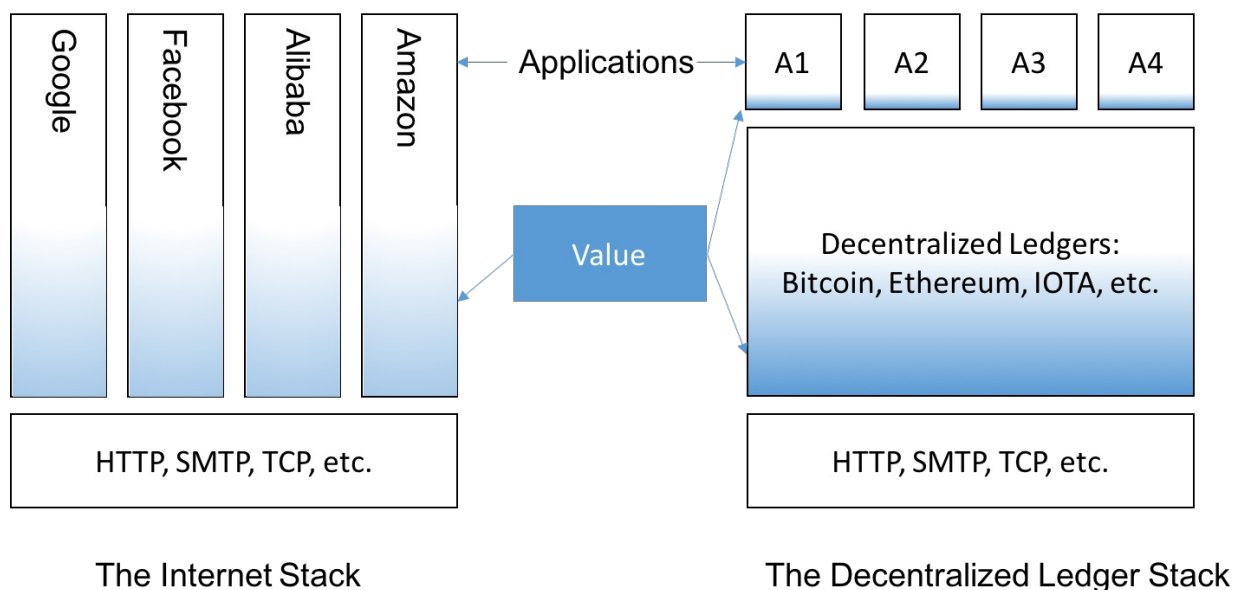 Google
Facebook
Alibaba
Amazon
Applications
A1
A2
A3
A4
Value
Decentralized Ledgers:
Bitcoin, Ethereum, IOTA, etc.
HTTP, SMTP, TCP, etc.
HTTP, SMTP, TCP, etc.
The Internet Stack
The Decentralized Ledger Stack